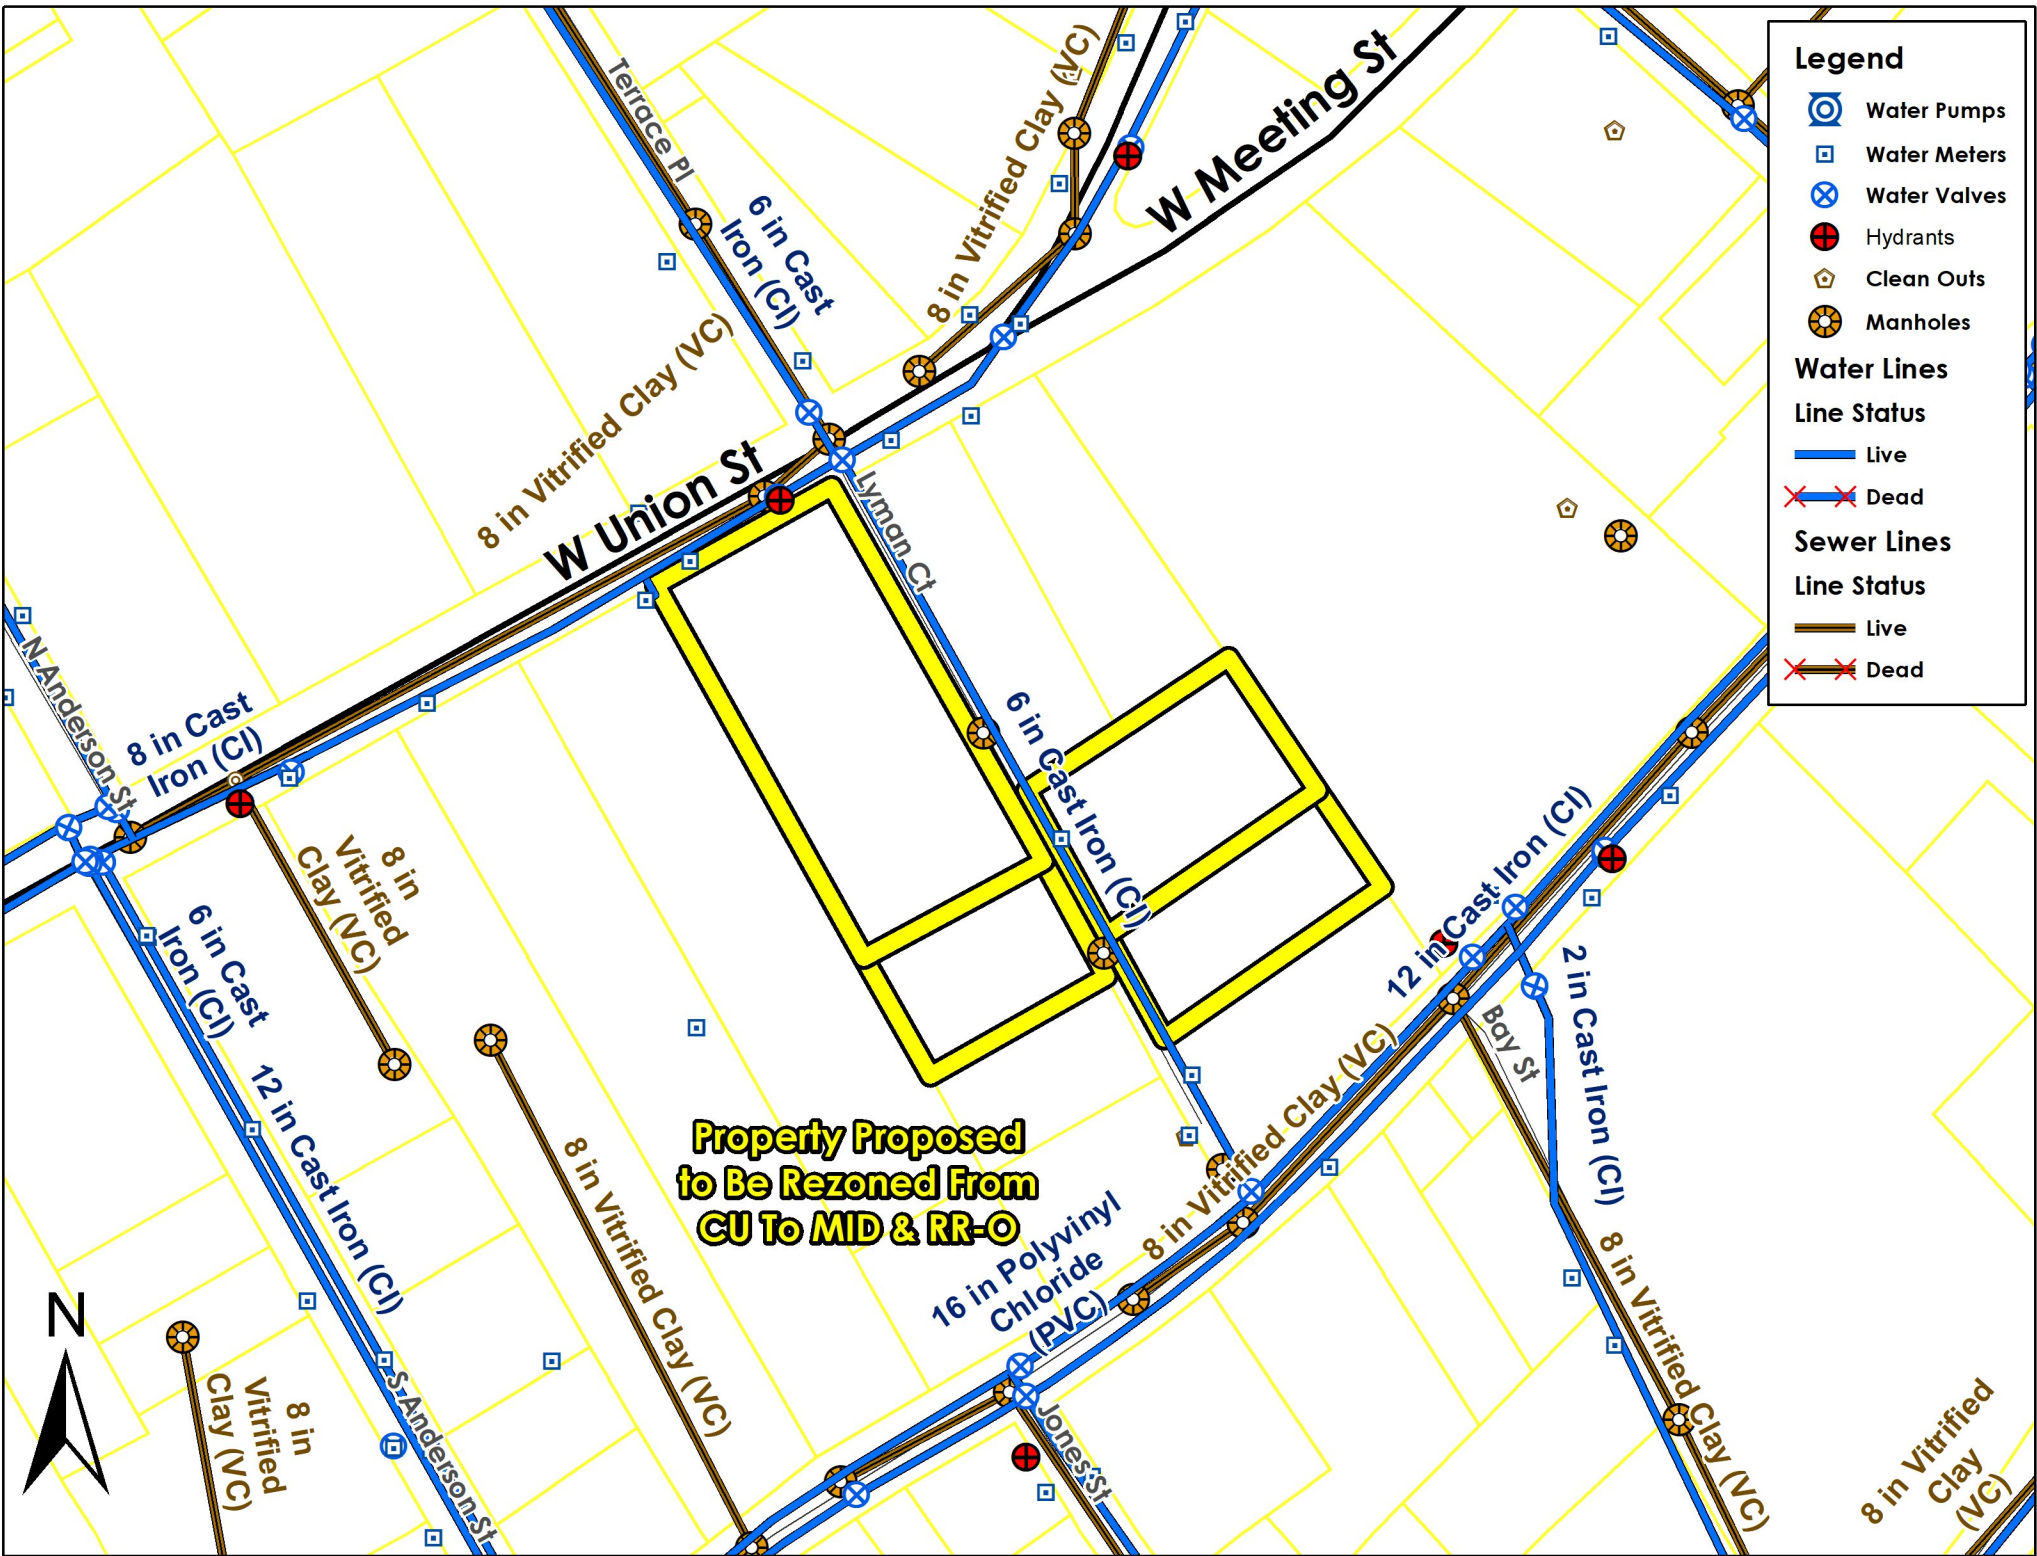 Terrace Pl
6 in Cast
Iron (CI)
8 in Vitrified Clay (VC)
W Meeting St
8 in Vitrified Clay (VC)
W Union St
Lyman Ct
N Anderson St
8 in Cast
Iron (CI)
8 in
Vitrified
Clay (VC)
6 in Cast Iron (CI)
6 in Cast
Iron (CI)
12 in Cast Iron (CI)
12 in Cast Iron (CI)
2 in Cast Iron (CI)
Bay St
8 in Vitrified Clay (VC)
8 in Vitrified Clay (VC)
Property Proposed
to Be Rezoned From
CU To MID & RR-O
16 in Polyvinyl
Chloride
(PVC)
8 in Vitrified Clay (VC)
N
8 in
Vitrified
Clay (VC)
S Anderson St
Jones St
8 in Vitrified
Clay
(VC)
Legend
Water Pumps
Water Meters
Water Valves
Hydrants
Clean Outs
Manholes
Water Lines
Line Status
Live
Dead
Sewer Lines
Line Status
Live
Dead